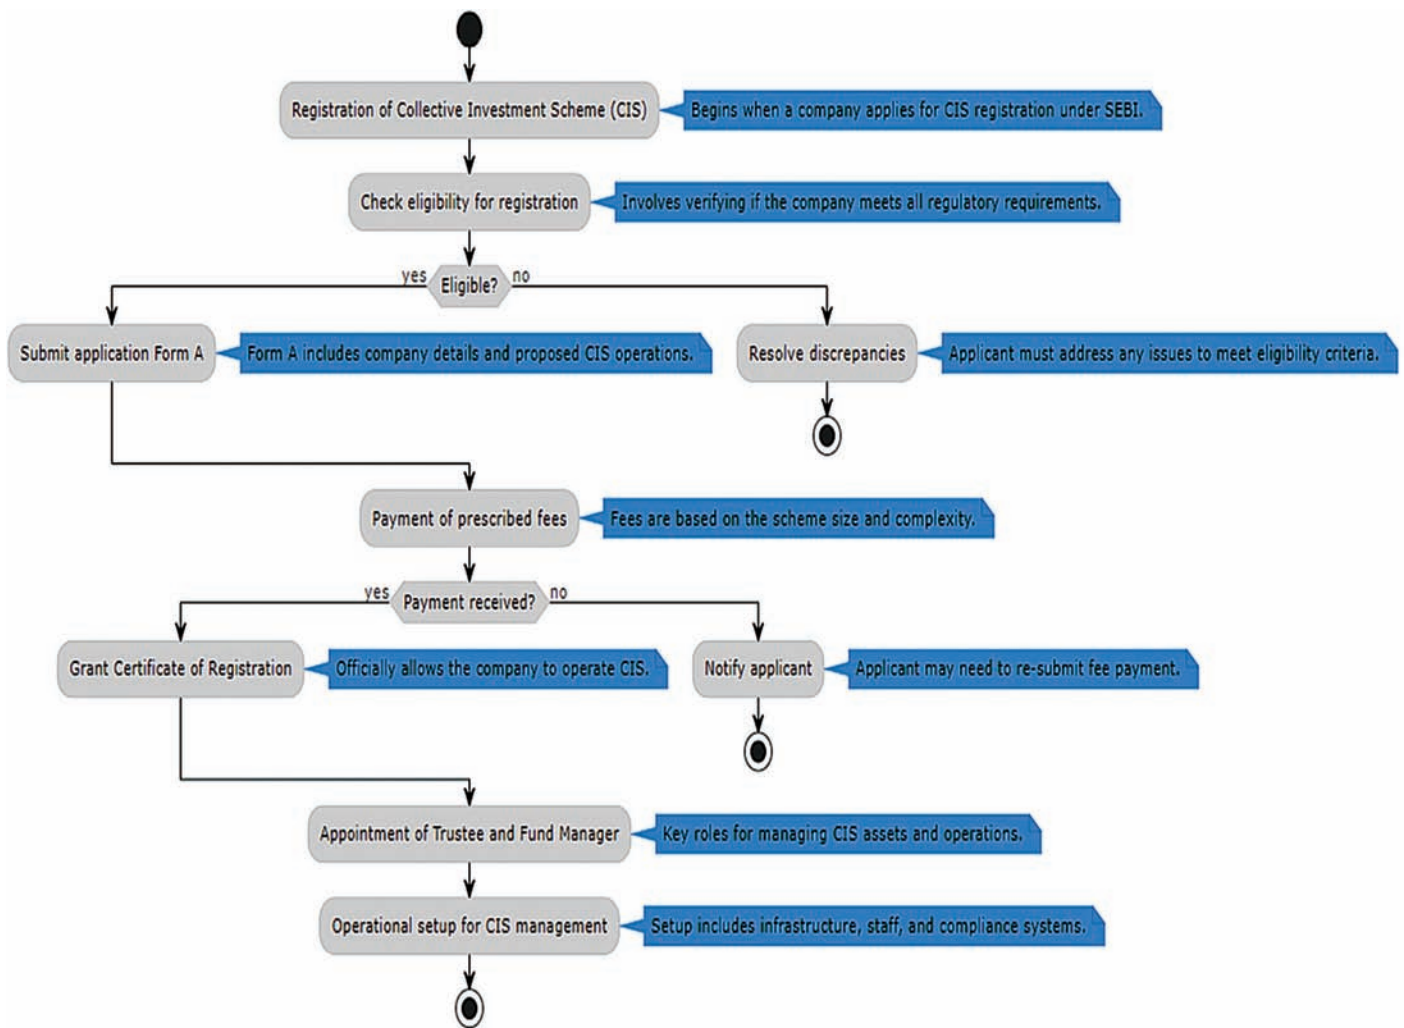 Registration of Collective Investment Scheme (CIS)
Begins when a company applies for CIS registration under SEBI.
Check eligibility for registration
Involves verifying if the company meets all regulatory requirements.
yes
Eligible?
no
Submit application Form A
Form A includes company details and proposed CIS operations.
Resolve discrepancies
Applicant must address any issues to meet eligibility criteria.
Payment of prescribed fees
Fees are based on the scheme size and complexity.
yes
Payment received?
no
Grant Certificate of Registration
Officially allows the company to operate CIS.
Notify applicant
Applicant may need to re-submit fee payment.
Appointment of Trustee and Fund Manager
Key roles for managing CIS assets and operations.
Operational setup for CIS management
Setup includes infrastructure, staff, and compliance systems.